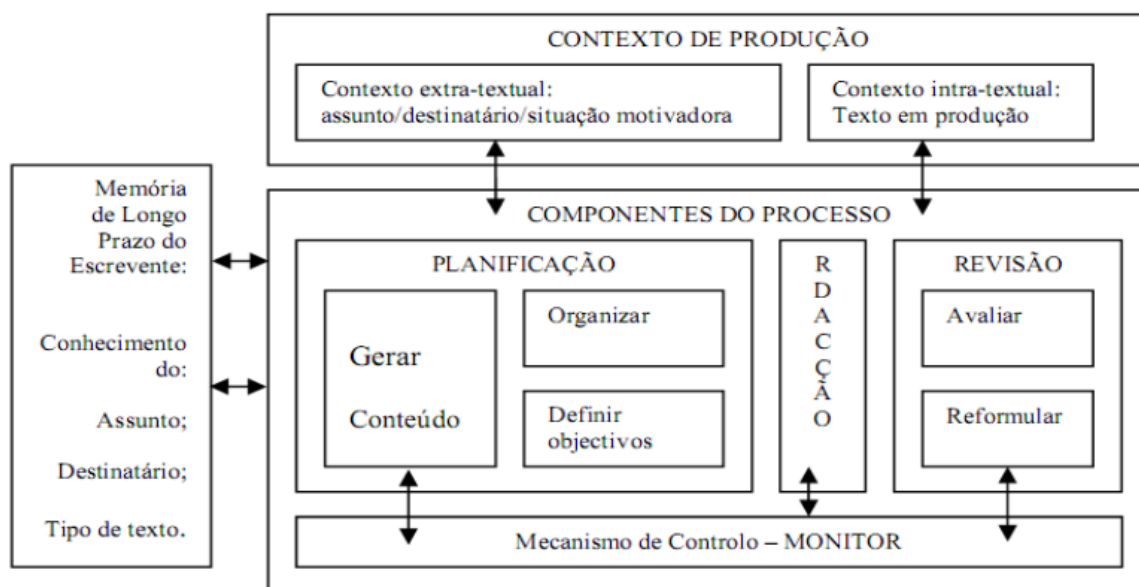 CONTEXTO DE PRODUÇÃO
Contexto extra-textual:
assunto/destinatário/situação motivadora
Contexto intra-textual:
Texto em produção
Memória
de Longo
Prazo do
Escrevente:
Conhecimento
do:
Assunto;
Destinatário;
Tipo de texto.
COMPONENTES DO PROCESSO
PLANIFICAÇÃO
Gerar
Conteúdo
Organizar
Definir
objectivos
R
D
A
C
Ç
Ã
O
REVISÃO
Avaliar
Reformular
Mecanismo de Controlo – MONITOR